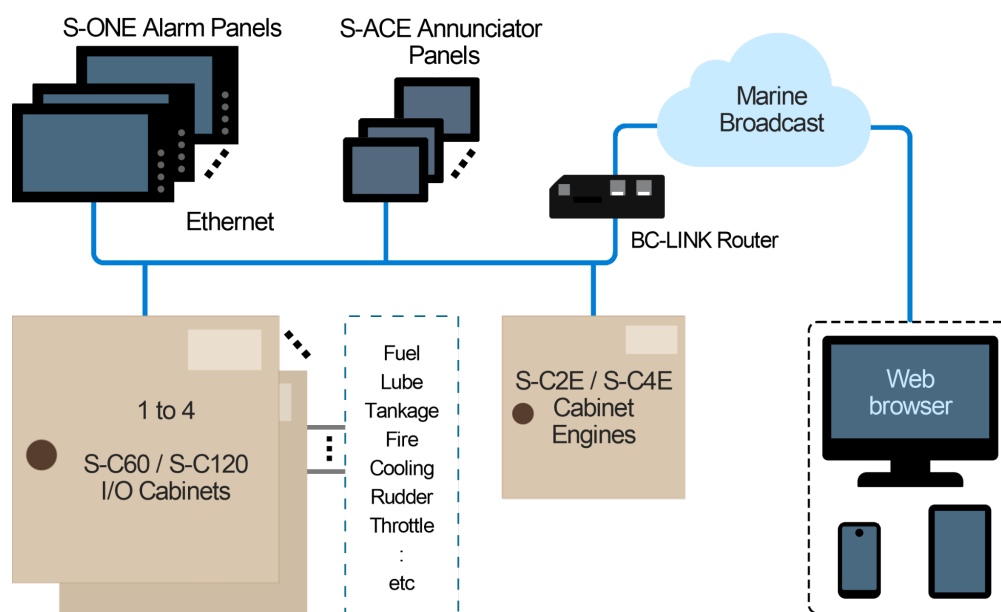 S-ONE Alarm Panels
S-ACE Annunciator
Panels
Marine
Broadcast
Ethernet
BC-LINK Router
1 to 4
S-C60 / S-C120
I/O Cabinets
Fuel
Lube
Tankage
Fire
Cooling
Rudder
Throttle
:
etc
S-C2E / S-C4E
Cabinet
Engines
Web
browser